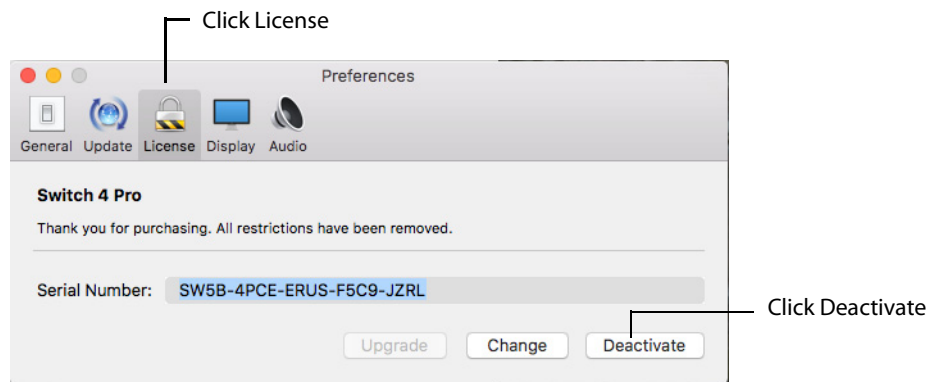 Click License
Preferences
General Update License Display Audio
Switch 4 Pro
Thank you for purchasing. All restrictions have been removed.
Serial Number: SW5B-4PCE-ERUS-F5C9-JZRL
Click Deactivate
Upgrade Change Deactivate